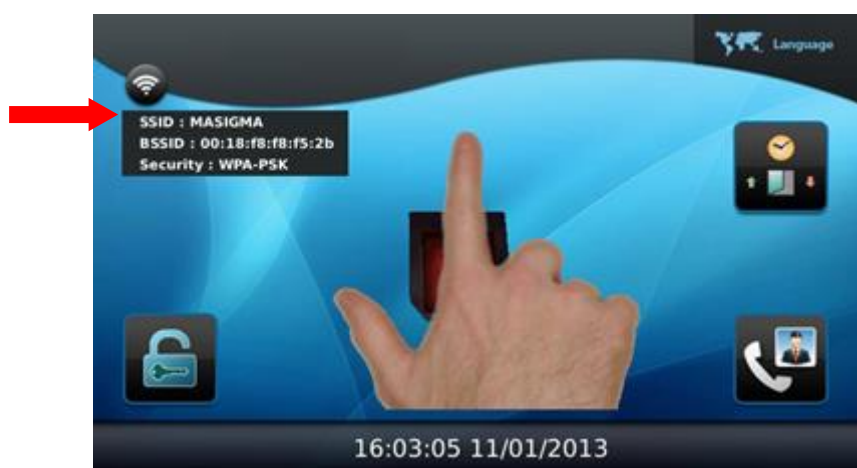 Language
SSID : MASIGMA
BSSID : 00:18:f8:f8:f5:2b
Security : WPA-PSK
16:03:05 11/01/2013